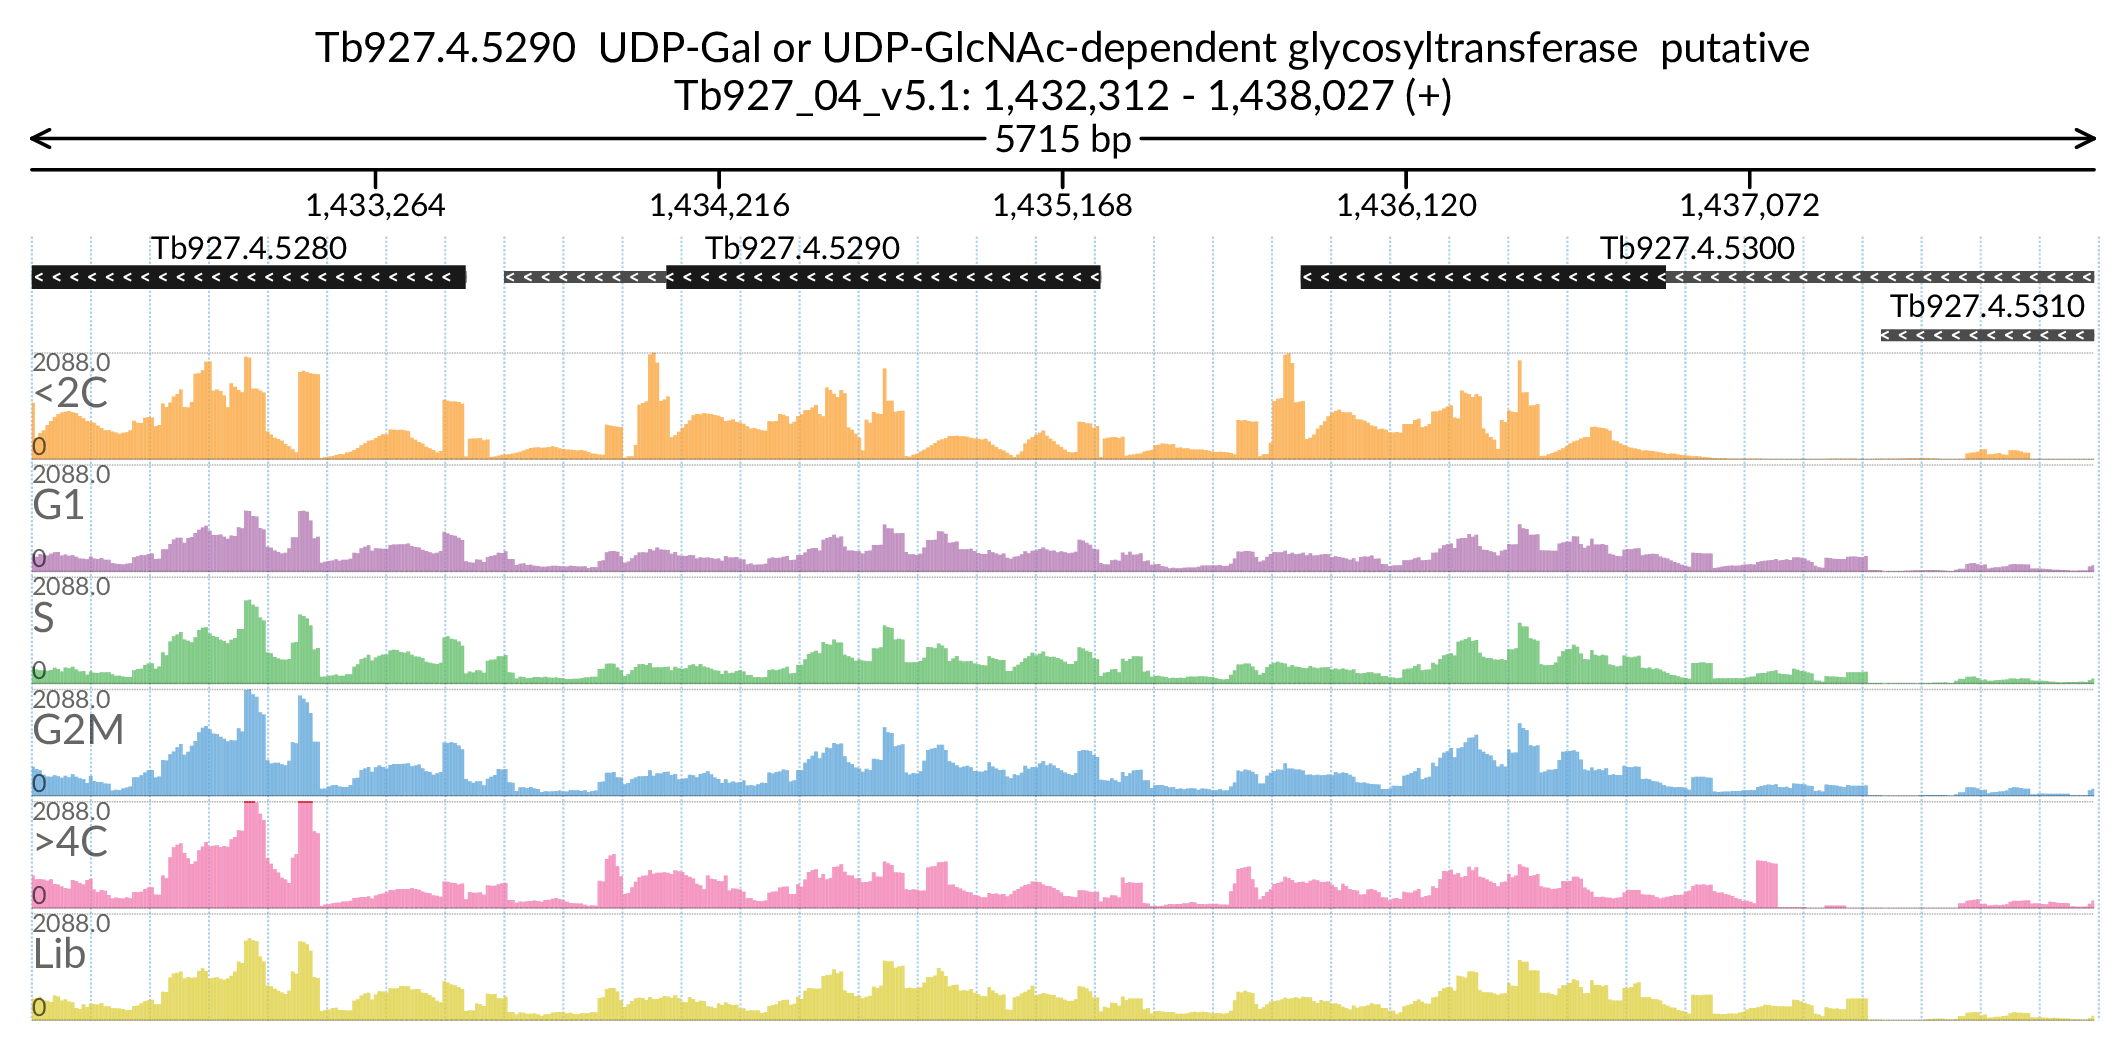 Tb927.4.5290  UDP-Gal or UDP-GlcNAc-dependent glycosyltransferase  putative
Tb927_04_v5.1: 1,432,312 - 1,438,027 (+)
5715 bp
1,433,264 1,434,216 1,435,168 1,436,120 1,437,072
Tb927.4.5280 Tb927.4.5290 Tb927.4.5300
Tb927.4.5310
2088.0
<2C
0
2088.0
G1
0
2088.0
S
0
2088.0
G2M
0
2088.0
>4C
0
2088.0
Lib
0